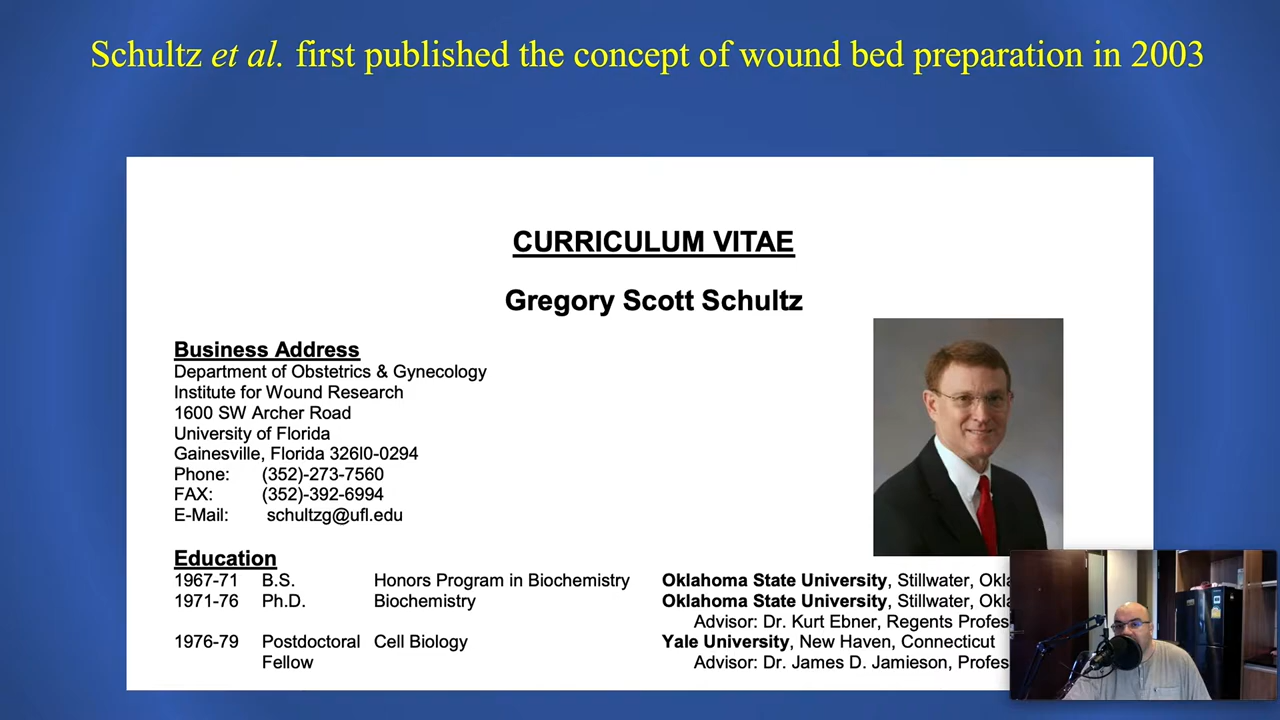 Schultz et al. first published the concept of wound bed preparation in 2003
CURRICULUM VITAE
Gregory Scott Schultz
Business Address
Department of Obstetrics & Gynecology
Institute for Wound Research
1600 SW Archer Road
University of Florida
Gainesville, Florida 326l0-0294
Phone: (352)-273-7560
FAX: (352)-392-6994
E-Mail: schultzg@ufl.edu
Education
1967-71 B.S. Honors Program in Biochemistry Oklahoma State University, Stillwater,
1971-76 Ph.D. Biochemistry Oklahoma State University, Stillwater,
Advisor: Dr. Kurt Ebner, Regents
1976-79 Postdoctoral Cell Biology Yale University, New Haven, Connecticut
Fellow Advisor: Dr. James D. Jamieson,